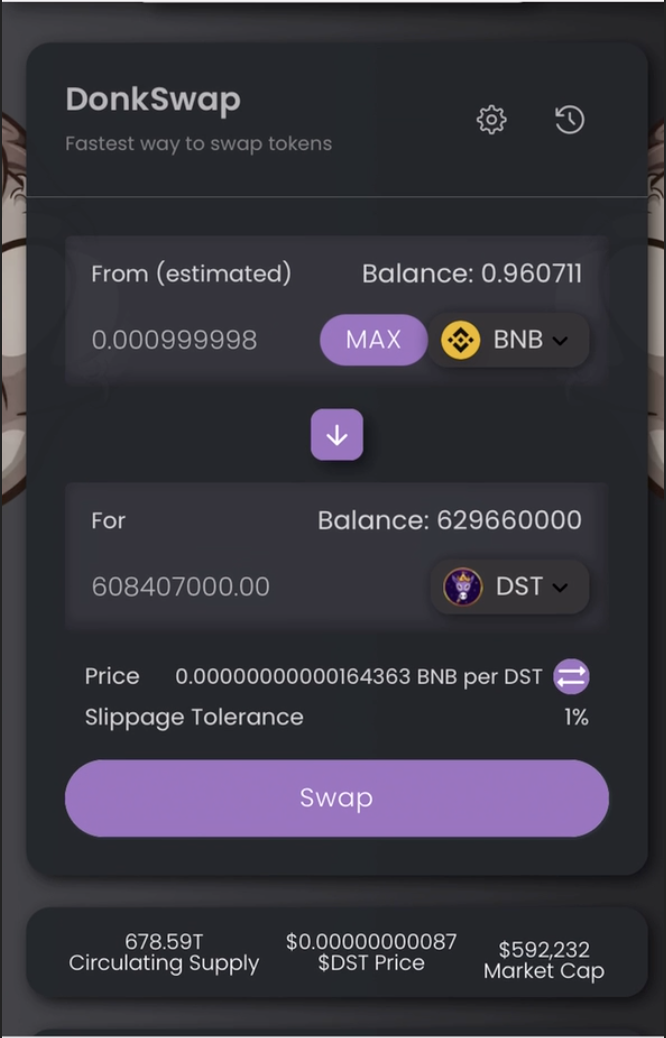 DonkSwap
Fastest way to swap tokens
From (estimated) Balance: 0.960711
0.000999998 MAX BNB
For Balance: 629660000
608407000.00 DST
Price 0.00000000000164363 BNB per DST
Slippage Tolerance 1%
Swap
678.59T $0.00000000087 $592,232
Circulating Supply $DST Price Market Cap